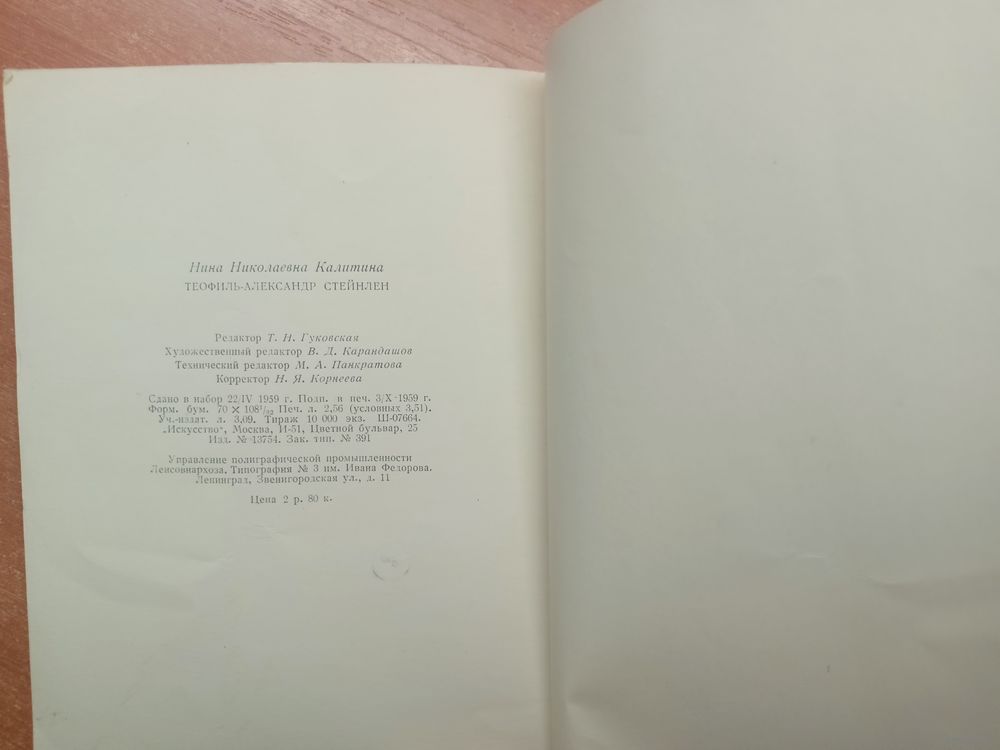 Нина Николаевна Калитина
ТЕОФИЛЬ-АЛЕКСАНДР СТЕЙНЛЕН
Редактор Т. Н. Гуковская
Художественный редактор В. Д. Карандашов
Технический редактор М. А. Панкратова
Корректор Н. Я. Корнеева
Сдано в набор 22/IV 1959 г. Подп. в печ. 3/X-1959 г.
Форм. бум. 70 × 108¹/₃₂ Печ. л. 2,56 (условных 3,51).
Уч.-издат. л. 3,09. Тираж 10 000 экз. Ш-07664.
„Искусство“, Москва, И-51, Цветной бульвар, 25
Изд. № 13754. Зак. тип. № 391
Управление полиграфической промышленности
Ленсовнархоза. Типография № 3 им. Ивана Федорова.
Ленинград, Звенигородская ул., д. 11
Цена 2 р. 80 к.